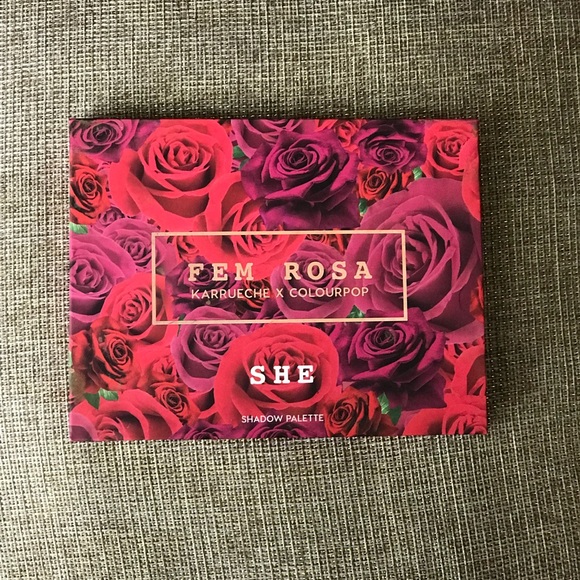 FEM ROSA
KARRUECHE X COLOURPOP
SHE
SHADOW PALETTE